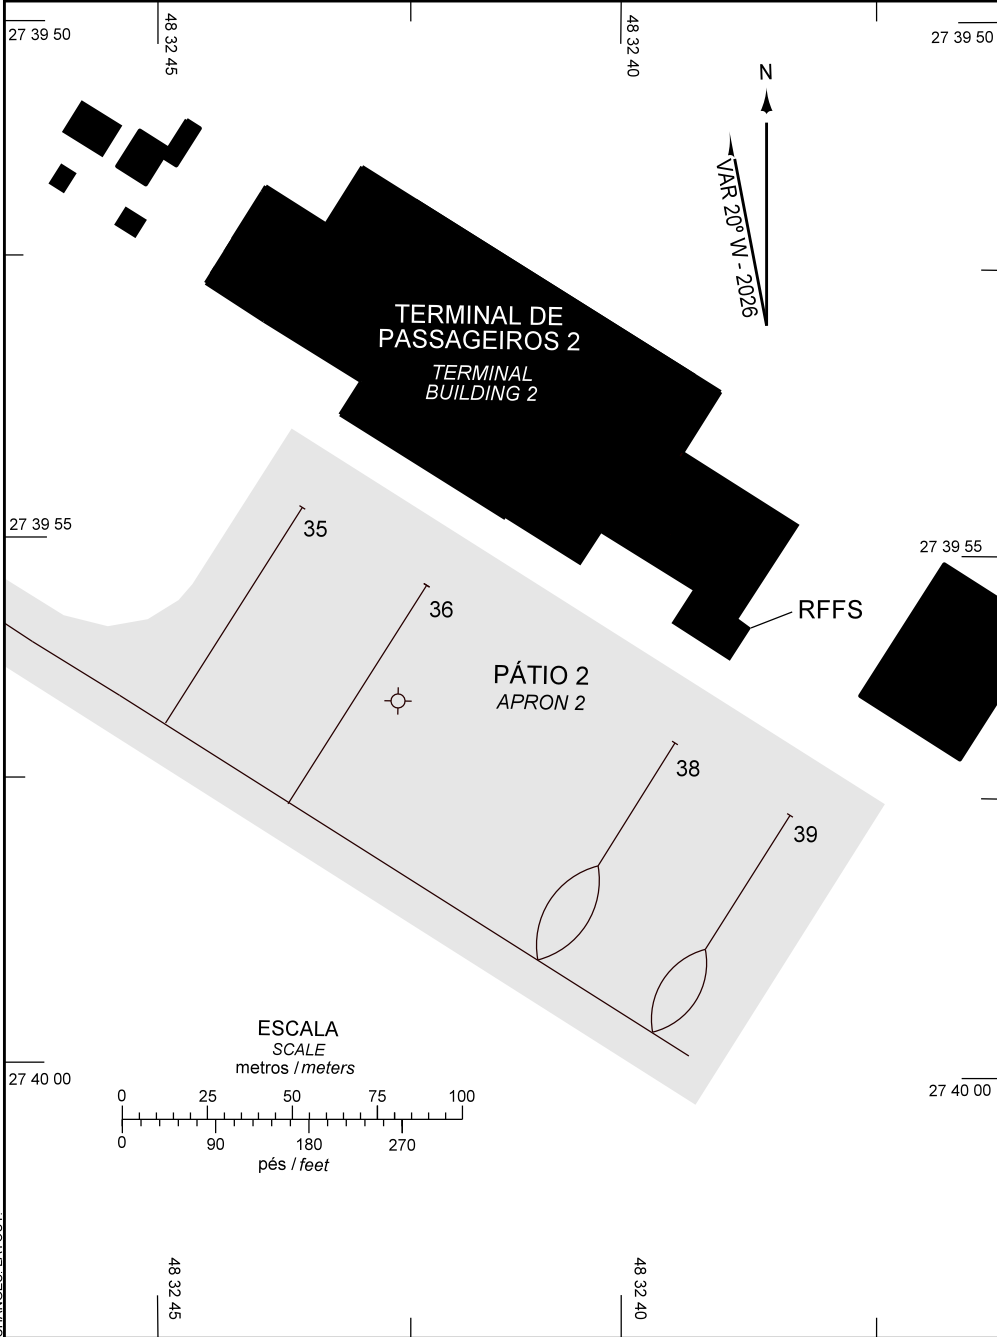 48 32 45
48 32 40
27 39 50
27 39 50
N
VAR 20º W - 2026
TERMINAL DE
PASSAGEIROS 2
TERMINAL
BUILDING 2
27 39 55
35
27 39 55
36
RFFS
PÁTIO 2
APRON 2
38
39
ESCALA
SCALE
metros / meters
0 25 50 75 100
0 90 180 270
pés / feet
27 40 00
27 40 00
48 32 45
48 32 40